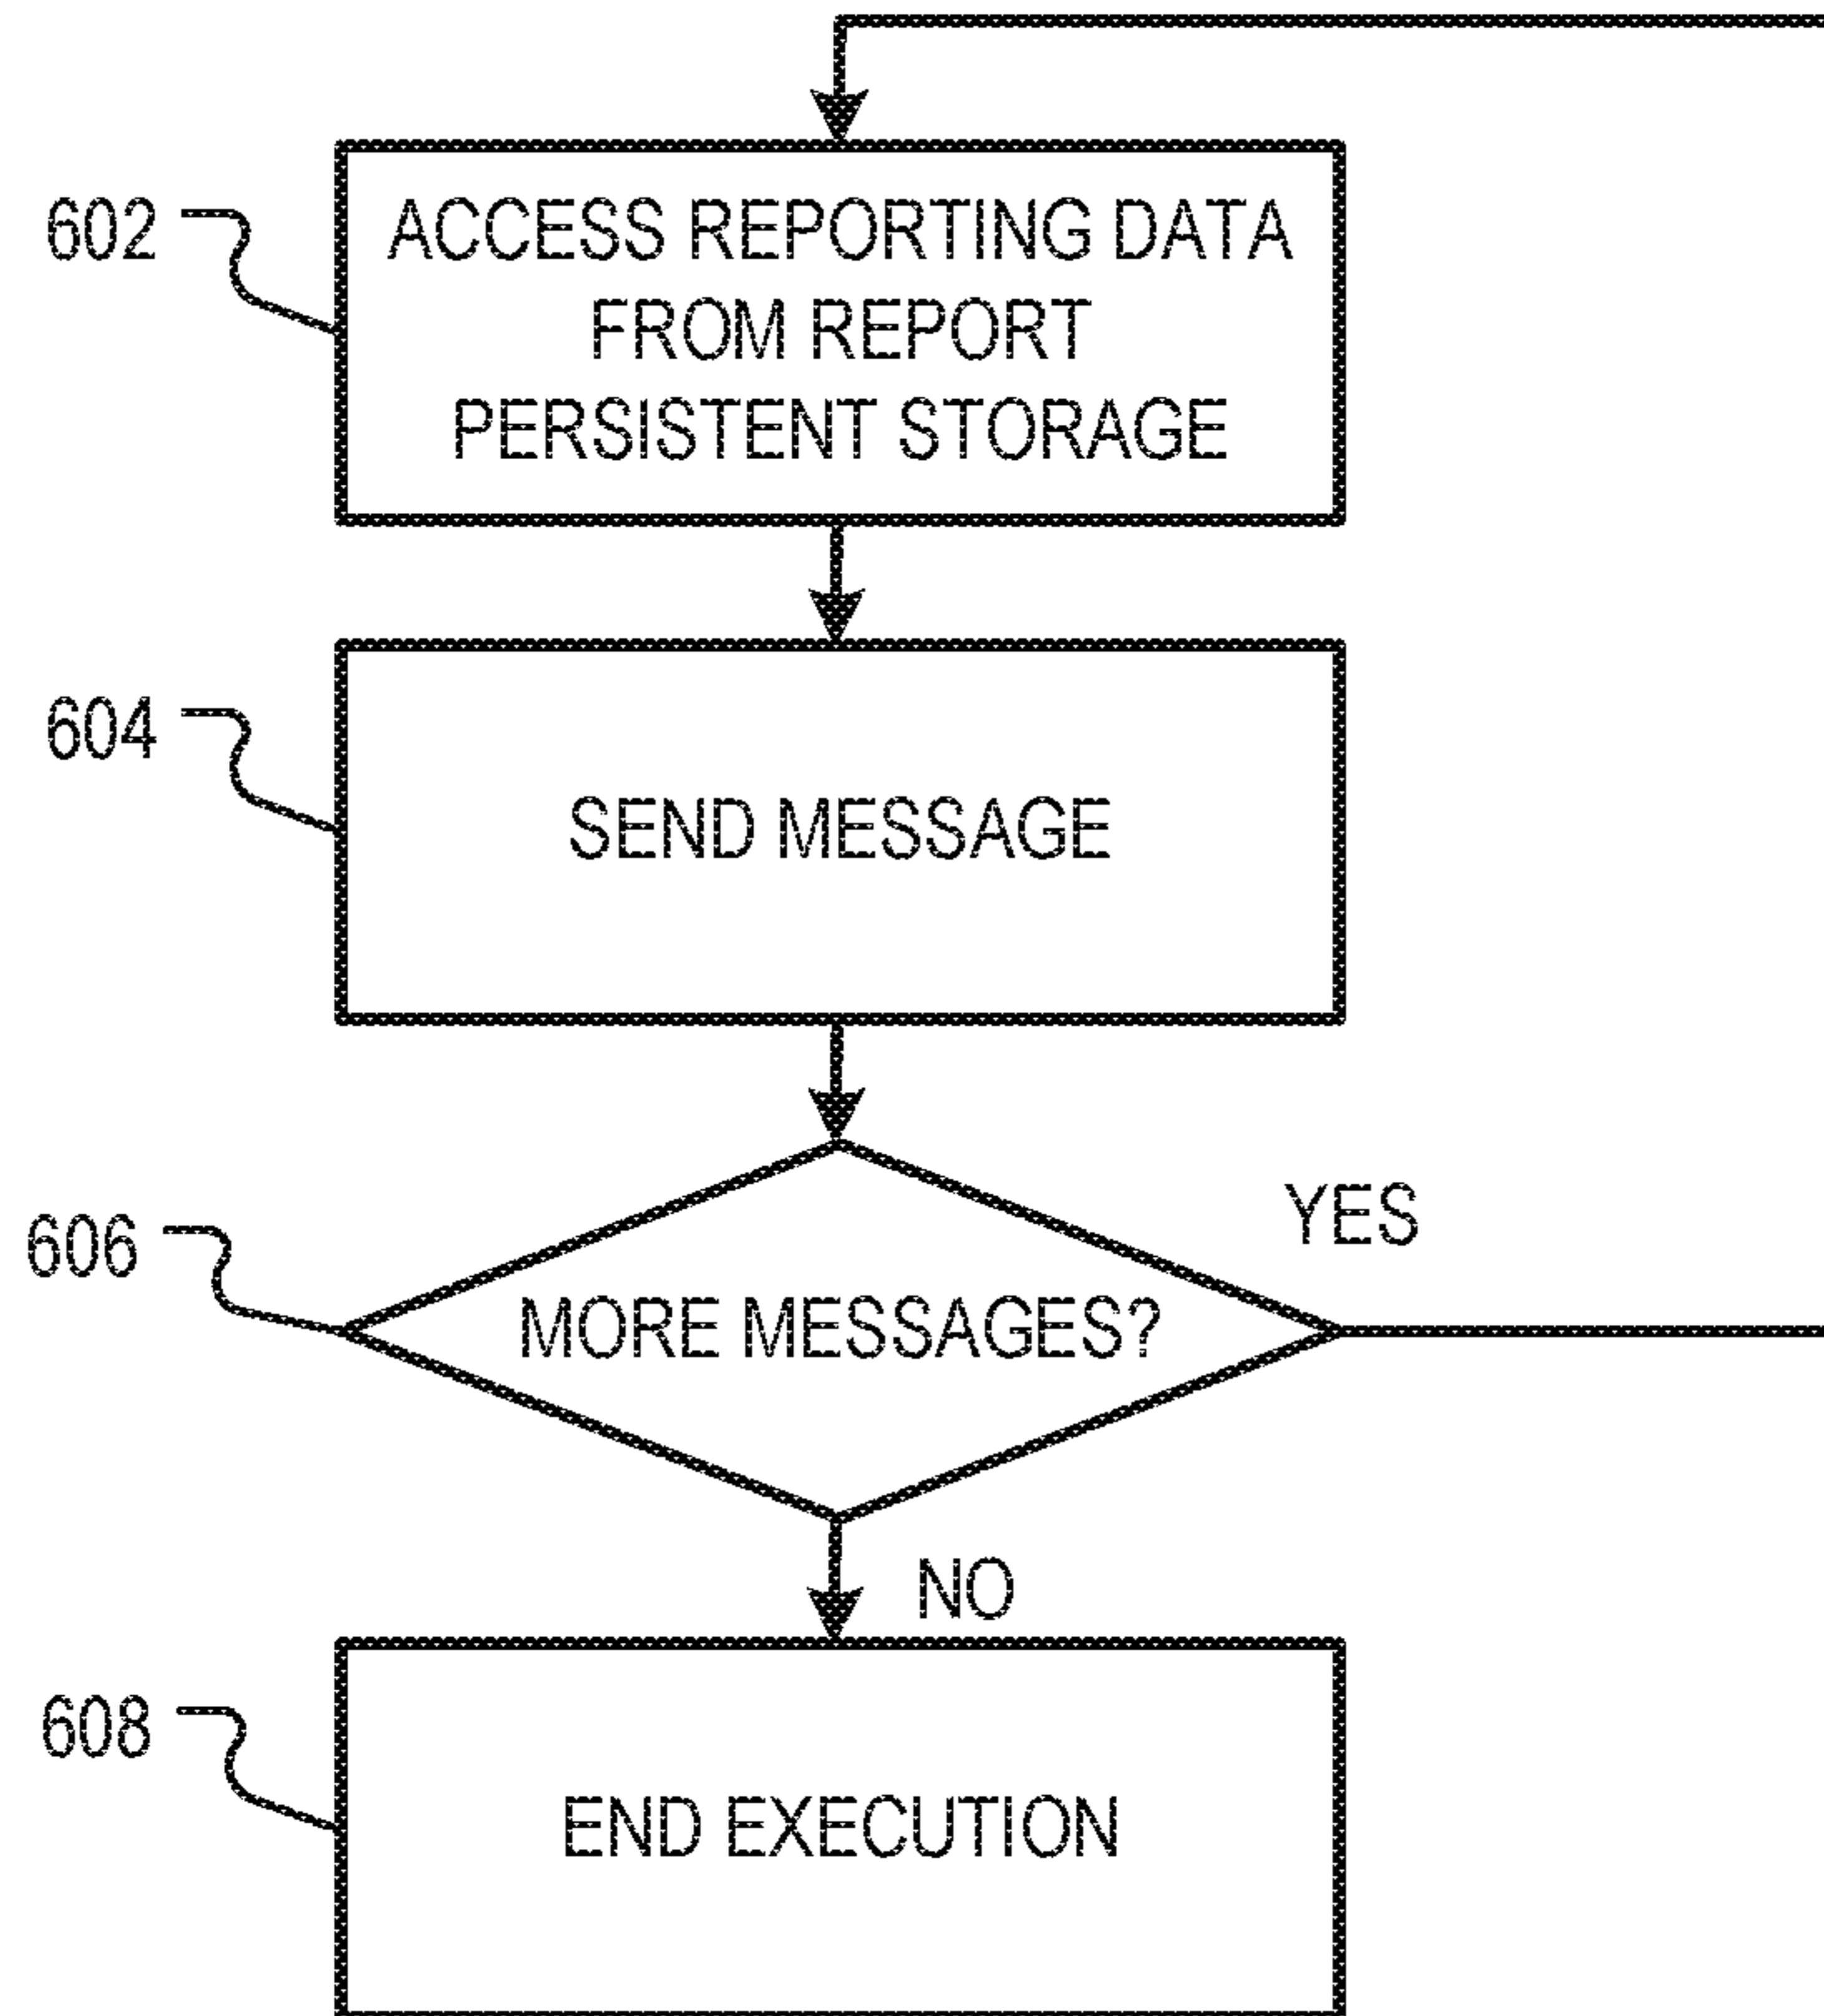 602
ACCESS REPORTING DATA
FROM REPORT
PERSISTENT STORAGE
604
SEND MESSAGE
YES
606
MORE MESSAGES?
NO
608
END EXECUTION